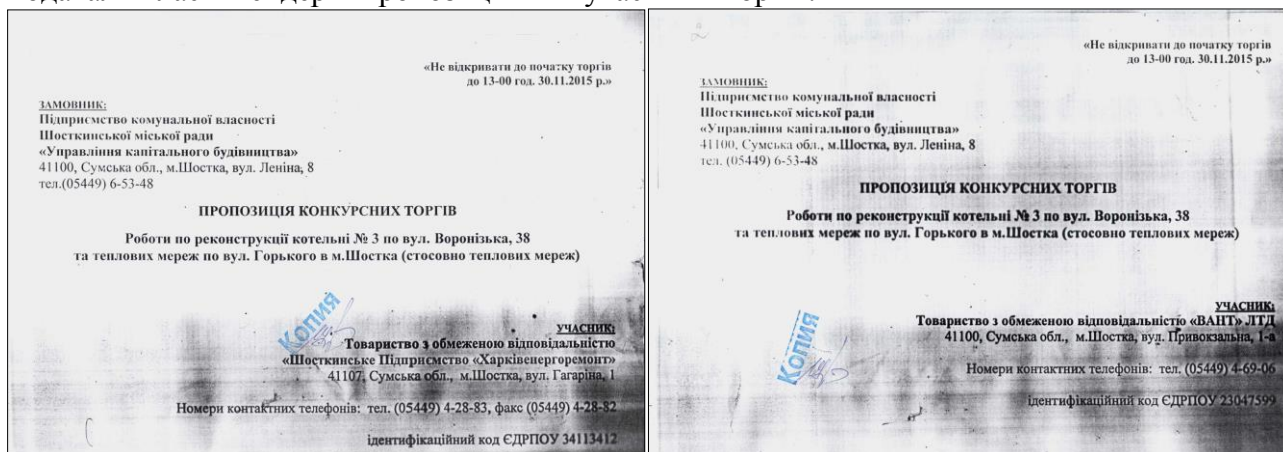 «Не відкривати до початку торгів
до 13-00 год. 30.11.2015 р.»
ЗАМОВНИК:
Підприємство комунальної власності
Шосткинської міської ради
«Управління капітального будівництва»
41100, Сумська обл., м.Шостка, вул. Леніна, 8
тел.(05449) 6-53-48
ПРОПОЗИЦІЯ КОНКУРСНИХ ТОРГІВ
Роботи по реконструкції котельні № 3 по вул. Воронізька, 38
та теплових мереж по вул. Горького в м.Шостка (стосовно теплових мереж)
Копия
УЧАСНИК:
Товариство з обмеженою відповідальністю
«Шосткинське Підприємство «Харківенергоремонт»
41107, Сумська обл., м.Шостка, вул. Гагаріна, 1
Номери контактних телефонів: тел. (05449) 4-28-83, факс (05449) 4-28-82
ідентифікаційний код ЄДРПОУ 34113412
«Не відкривати до початку торгів
до 13-00 год. 30.11.2015 р.»
ЗАМОВНИК:
Підприємство комунальної власності
Шосткинської міської ради
«Управління капітального будівництва»
41100, Сумська обл., м.Шостка, вул. Леніна, 8
тел. (05449) 6-53-48
ПРОПОЗИЦІЯ КОНКУРСНИХ ТОРГІВ
Роботи по реконструкції котельні № 3 по вул. Воронізька, 38
та теплових мереж по вул. Горького в м.Шостка (стосовно теплових мереж)
Копия
УЧАСНИК:
Товариство з обмеженою відповідальністю «ВАНТ» ЛТД
41100, Сумська обл., м.Шостка, вул. Привокзальна, 1-а
Номери контактних телефонів: тел. (05449) 4-69-06
ідентифікаційний код ЄДРПОУ 23047599